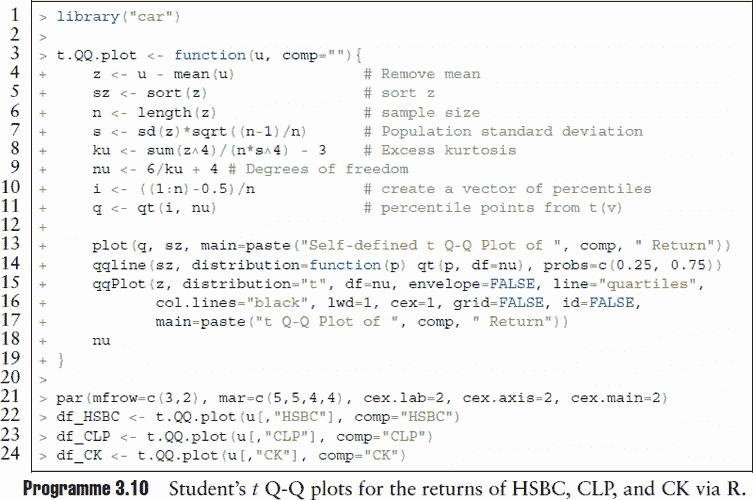 1 > library("car")
2 >
3 > t.QQ.plot <- function(u, comp=""){
4 + z <- u - mean(u) # Remove mean
5 + sz <- sort(z) # sort z
6 + n <- length(z) # sample size
7 + s <- sd(z)*sqrt((n-1)/n) # Population standard deviation
8 + ku <- sum(z^4)/(n*s^4) - 3 # Excess kurtosis
9 + nu <- 6/ku + 4 # Degrees of freedom
10 + i <- ((1:n)-0.5)/n # create a vector of percentiles
11 + q <- qt(i, nu) # percentile points from t(v)
12 +
13 + plot(q, sz, main=paste("Self-defined t Q-Q Plot of ", comp, " Return"))
14 + qqline(sz, distribution=function(p) qt(p, df=nu), probs=c(0.25, 0.75))
15 + qqPlot(z, distribution="t", df=nu, envelope=FALSE, line="quartiles",
16 + col.lines="black", lwd=1, cex=1, grid=FALSE, id=FALSE,
17 + main=paste("t Q-Q Plot of ", comp, " Return"))
18 + nu
19 + }
20 >
21 > par(mfrow=c(3,2), mar=c(5,5,4,4), cex.lab=2, cex.axis=2, cex.main=2)
22 > df_HSBC <- t.QQ.plot(u[,"HSBC"], comp="HSBC")
23 > df_CLP <- t.QQ.plot(u[,"CLP"], comp="CLP")
24 > df_CK <- t.QQ.plot(u[,"CK"], comp="CK")
Programme 3.10 Student's t Q-Q plots for the returns of HSBC, CLP, and CK via R.